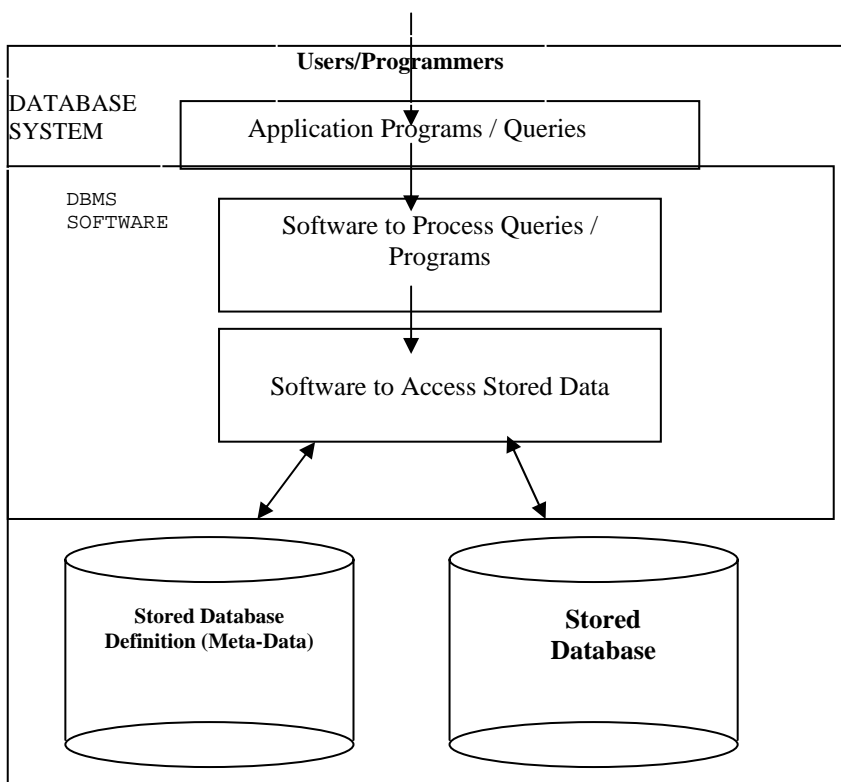 Users/Programmers
DATABASE
SYSTEM
Application Programs / Queries
DBMS
SOFTWARE
Software to Process Queries /
Programs
Software to Access Stored Data
Stored Database
Definition (Meta-Data)
Stored
Database